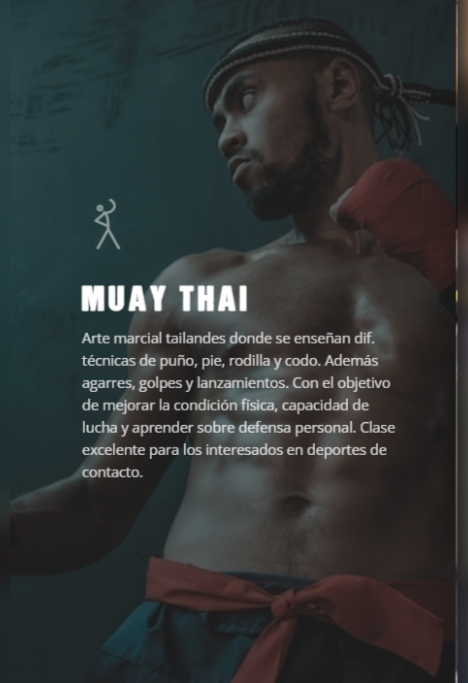 MUAY THAI
Arte marcial tailandes donde se enseñan dif.
técnicas de puño, pie, rodilla y codo. Además
agarres, golpes y lanzamientos. Con el objetivo
de mejorar la condición física, capacidad de
lucha y aprender sobre defensa personal. Clase
excelente para los interesados en deportes de
contacto.